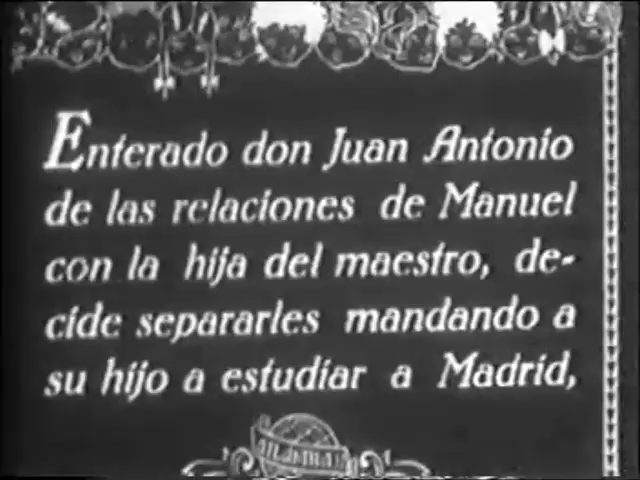 Enterado don Juan Antonio
de las relaciones de Manuel
con la hija del maestro, de-
cide separarles mandando a
su hijo a estudiar a Madrid,